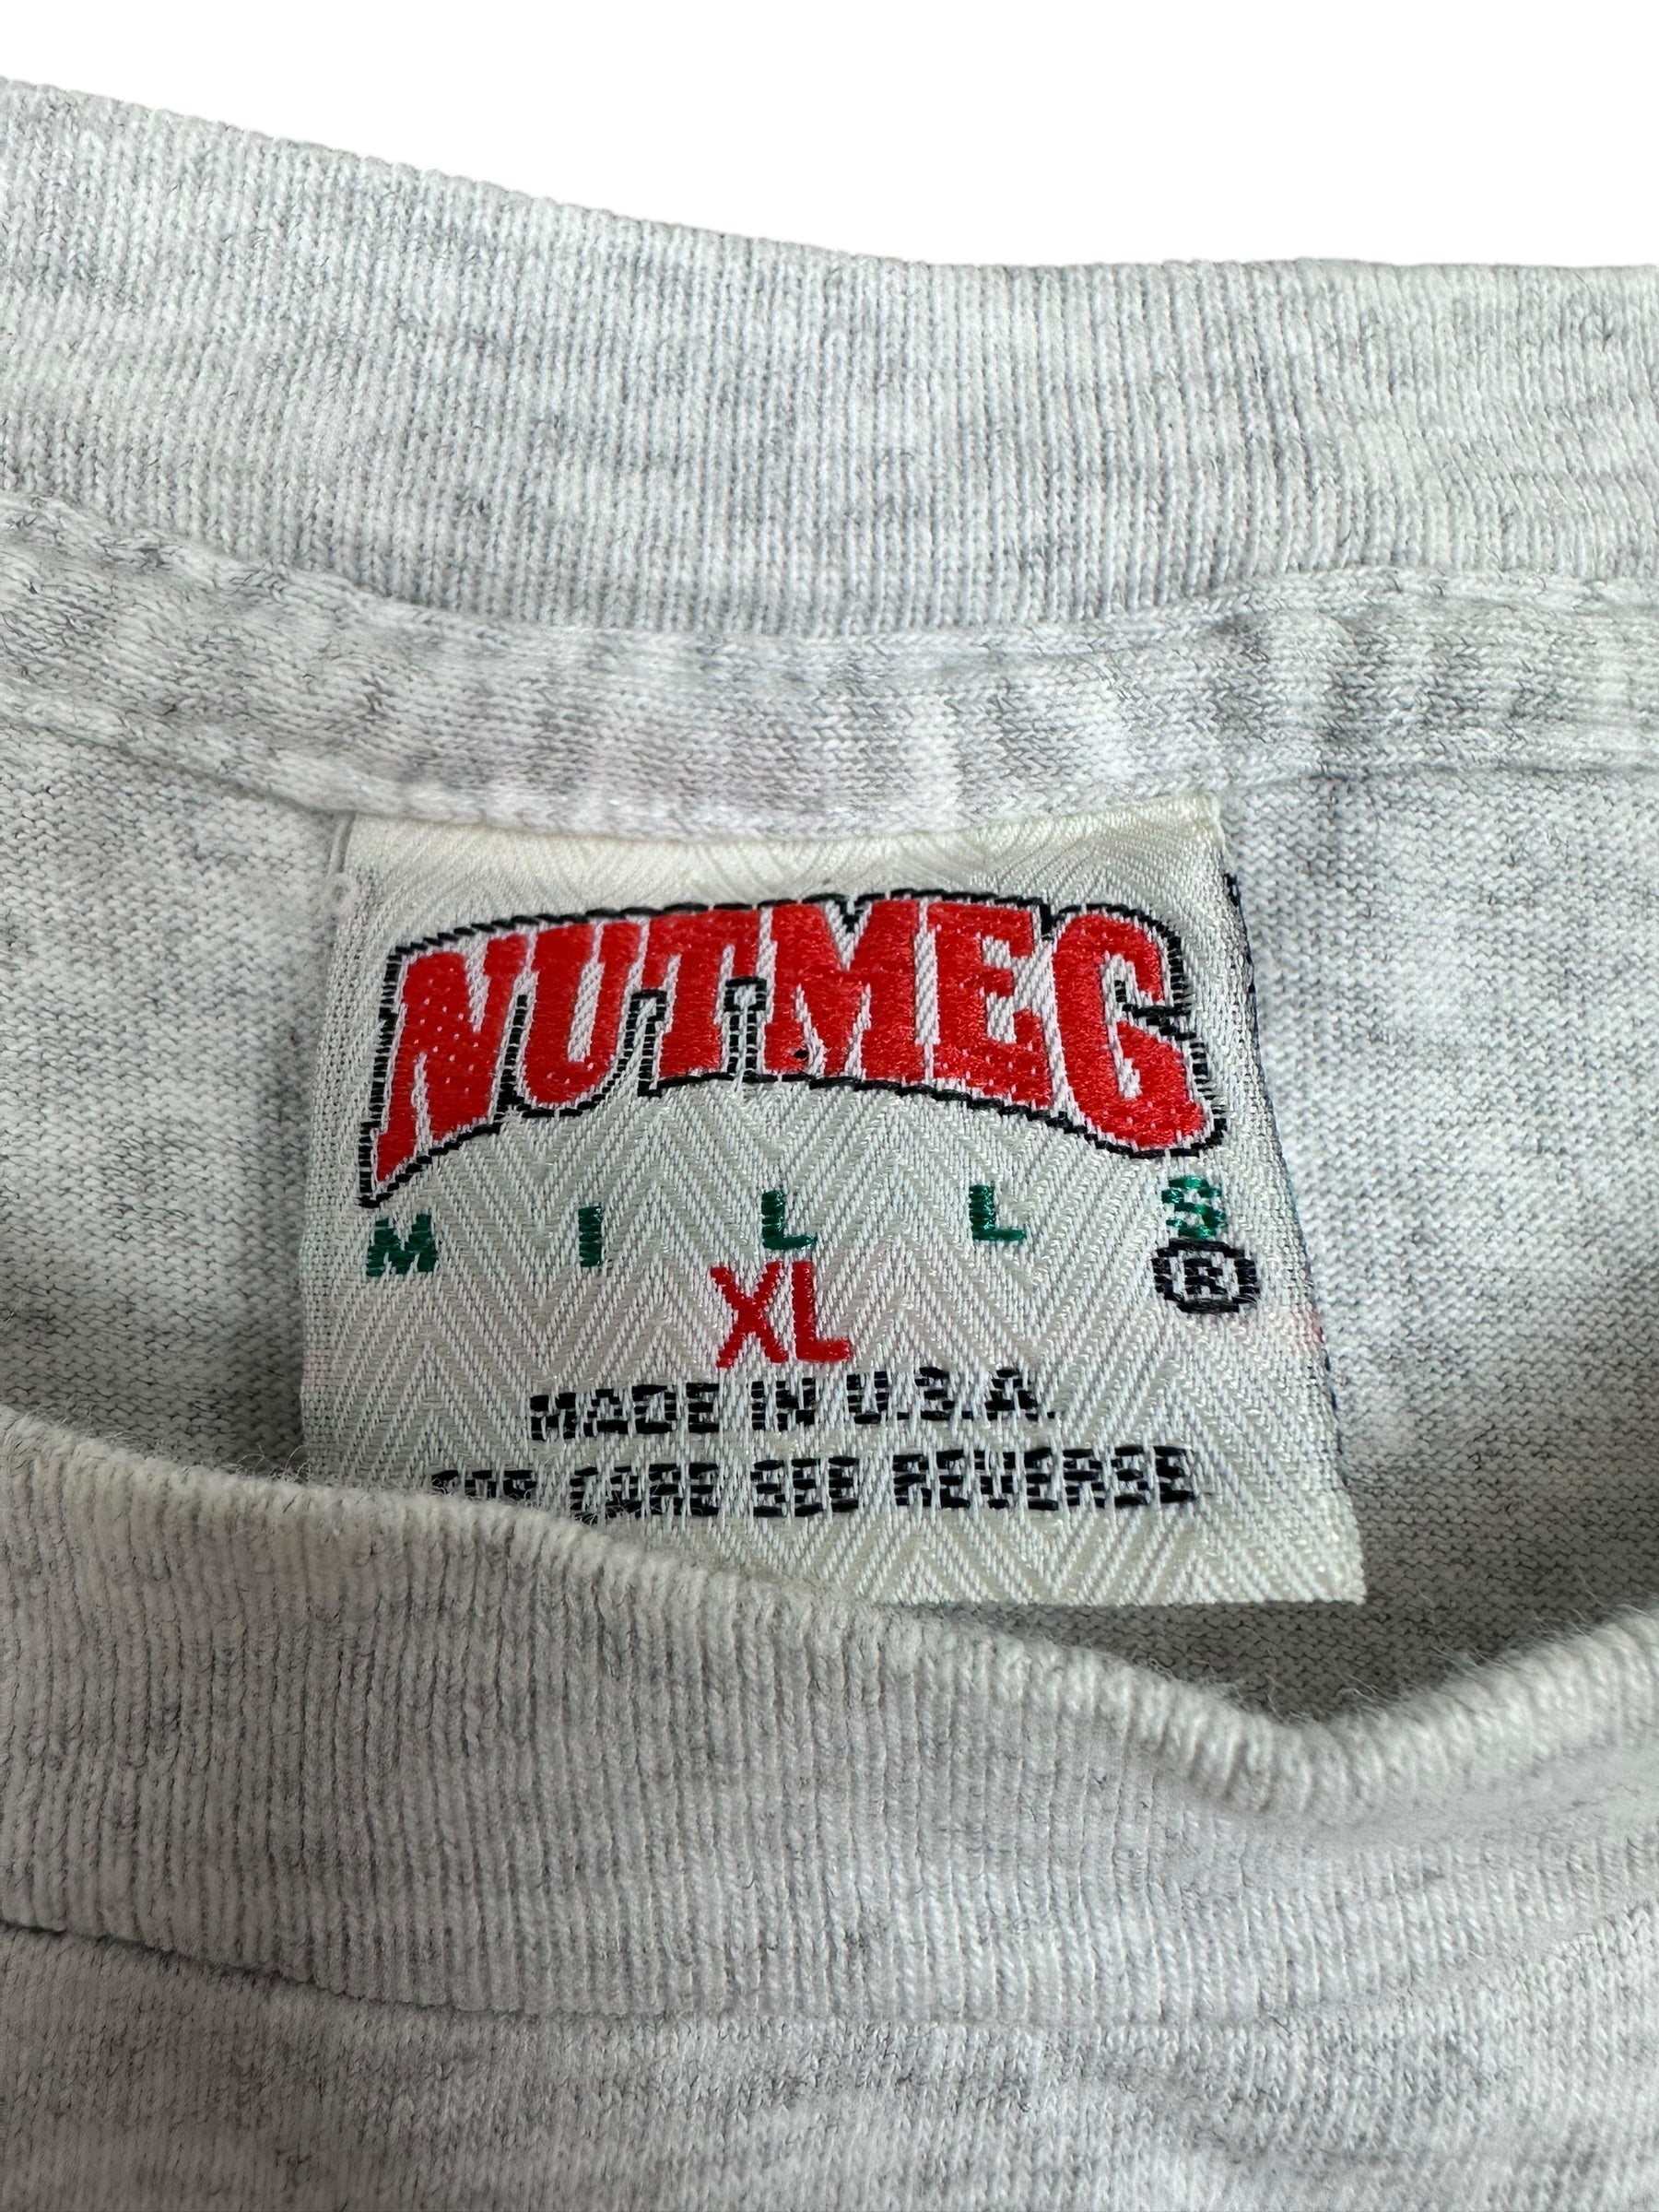 NUTMEG
MILLS
®
XL
MADE IN U.S.A.
FOR CARE SEE REVERSE